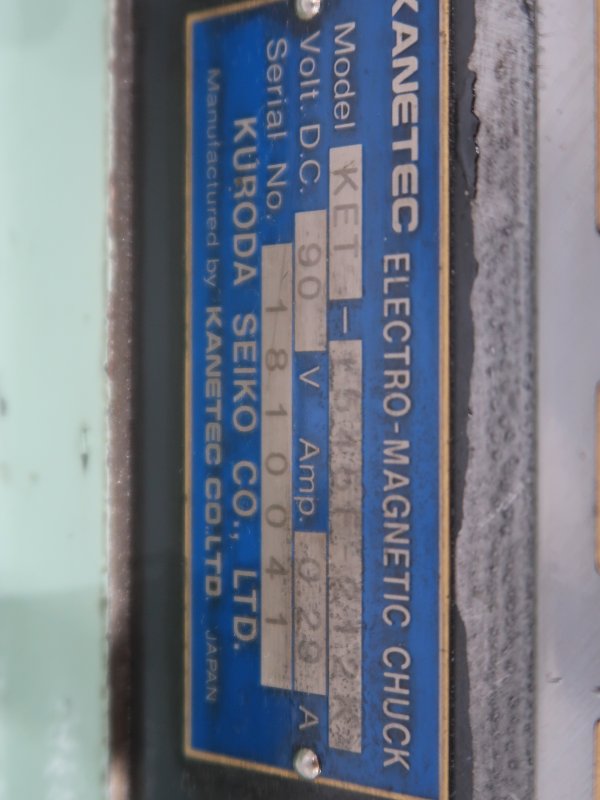 KANETEC ELECTRO-MAGNETIC CHUCK
Model KET -
Volt. D.C. 90 V Amp. 0.29 A
Serial No. 1810041
KURODA SEIKO CO., LTD.
Manufactured by KANETEC CO.LTD. JAPAN